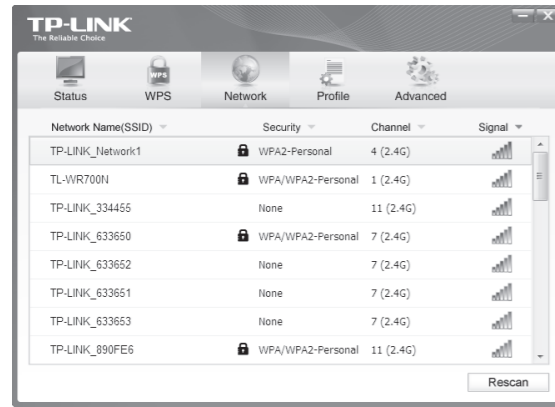 TP-LINK
The Reliable Choice
Status WPS Network Profile Advanced
WPS
Network Name(SSID) Security Channel Signal
TP-LINK_Network1 WPA2-Personal 4 (2.4G)
TL-WR700N WPA/WPA2-Personal 1 (2.4G)
TP-LINK_334455 None 11 (2.4G)
TP-LINK_633650 WPA/WPA2-Personal 7 (2.4G)
TP-LINK_633652 None 7 (2.4G)
TP-LINK_633651 None 7 (2.4G)
TP-LINK_633653 None 7 (2.4G)
TP-LINK_890FE6 WPA/WPA2-Personal 11 (2.4G)
Rescan